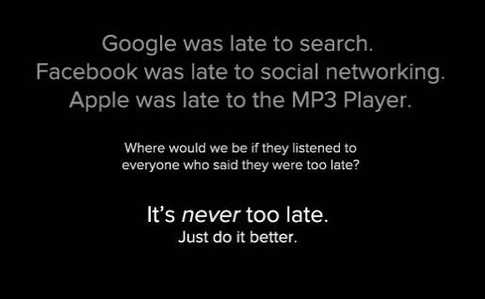 Google was late to search.
Facebook was late to social networking.
Apple was late to the MP3 Player.
Where would we be if they listened to
everyone who said they were too late?
It's never too late.
Just do it better.